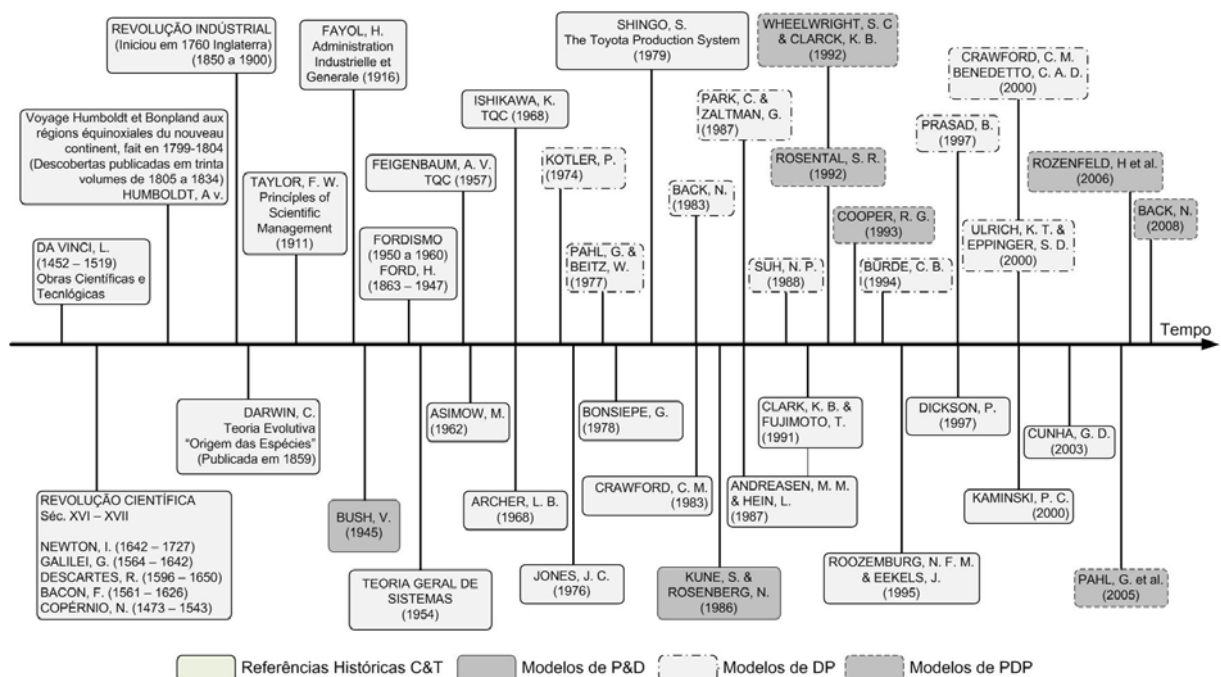 REVOLUÇÃO INDÚSTRIAL
(Iniciou em 1760 Inglaterra)
(1850 a 1900)
FAYOL, H.
Administration
Industrielle et
Generale (1916)
SHINGO, S.
The Toyota Production System
(1979)
WHEELWRIGHT, S. C
& CLARCK, K. B.
(1992)
CRAWFORD, C. M.
BENEDETTO, C. A. D.
(2000)
Voyage Humboldt et Bonpland aux
régions équinoxiales du nouveau
continent, fait en 1799-1804
(Descobertas publicadas em trinta
volumes de 1805 a 1834)
HUMBOLDT, A v.
ISHIKAWA, K.
TQC (1968)
PARK, C. &
ZALTMAN, G.
(1987)
PRASAD, B.
(1997)
FEIGENBAUM, A. V.
TQC (1957)
KOTLER, P.
(1974)
ROSENTAL, S. R.
(1992)
ROZENFELD, H et al.
(2006)
TAYLOR, F. W.
Princíples of
Scientific
Management
(1911)
BACK, N.
(1983)
COOPER, R. G.
(1993)
BACK, N.
(2008)
DA VINCI, L.
(1452 – 1519)
Obras Científicas e
Tecnlógicas
FORDISMO
(1950 a 1960)
FORD, H.
(1863 – 1947)
PAHL, G. &
BEITZ, W.
(1977)
SUH, N. P.
(1988)
BÜRDE, C. B.
(1994)
ULRICH, K. T. &
EPPINGER, S. D.
(2000)
Tempo
DARWIN, C.
Teoria Evolutiva
“Origem das Espécies”
(Publicada em 1859)
ASIMOW, M.
(1962)
BONSIEPE, G.
(1978)
CLARK, K. B. &
FUJIMOTO, T.
(1991)
DICKSON, P.
(1997)
CUNHA, G. D.
(2003)
REVOLUÇÃO CIENTÍFICA
Séc. XVI – XVII
NEWTON, I. (1642 – 1727)
GALILEI, G. (1564 – 1642)
DESCARTES, R. (1596 – 1650)
BACON, F. (1561 – 1626)
COPÉRNIO, N. (1473 – 1543)
BUSH, V.
(1945)
ARCHER, L. B.
(1968)
CRAWFORD, C. M.
(1983)
ANDREASEN, M. M.
& HEIN, L.
(1987)
KAMINSKI, P. C.
(2000)
TEORIA GERAL DE
SISTEMAS
(1954)
JONES, J. C.
(1976)
KUNE, S. &
ROSENBERG, N.
(1986)
ROOZEMBURG, N. F. M.
& EEKELS, J.
(1995)
PAHL, G. et al.
(2005)
Referências Históricas C&T
Modelos de P&D
Modelos de DP
Modelos de PDP